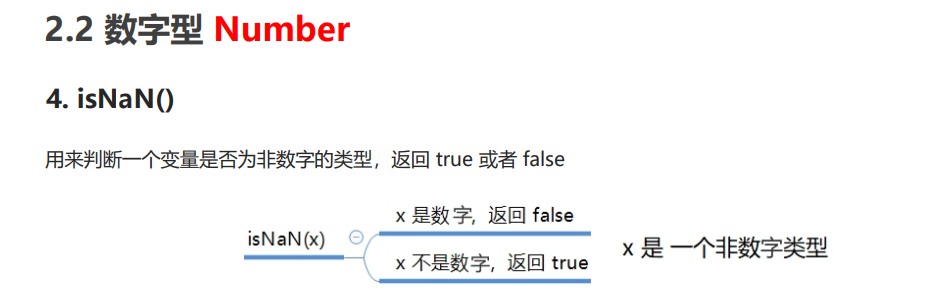 2.2 数字型 Number
4. isNaN()
用来判断一个变量是否为非数字的类型，返回 true 或者 false
x 是数字，返回 false
isNaN(x)
x 是 一个非数字类型
x 不是数字，返回 true